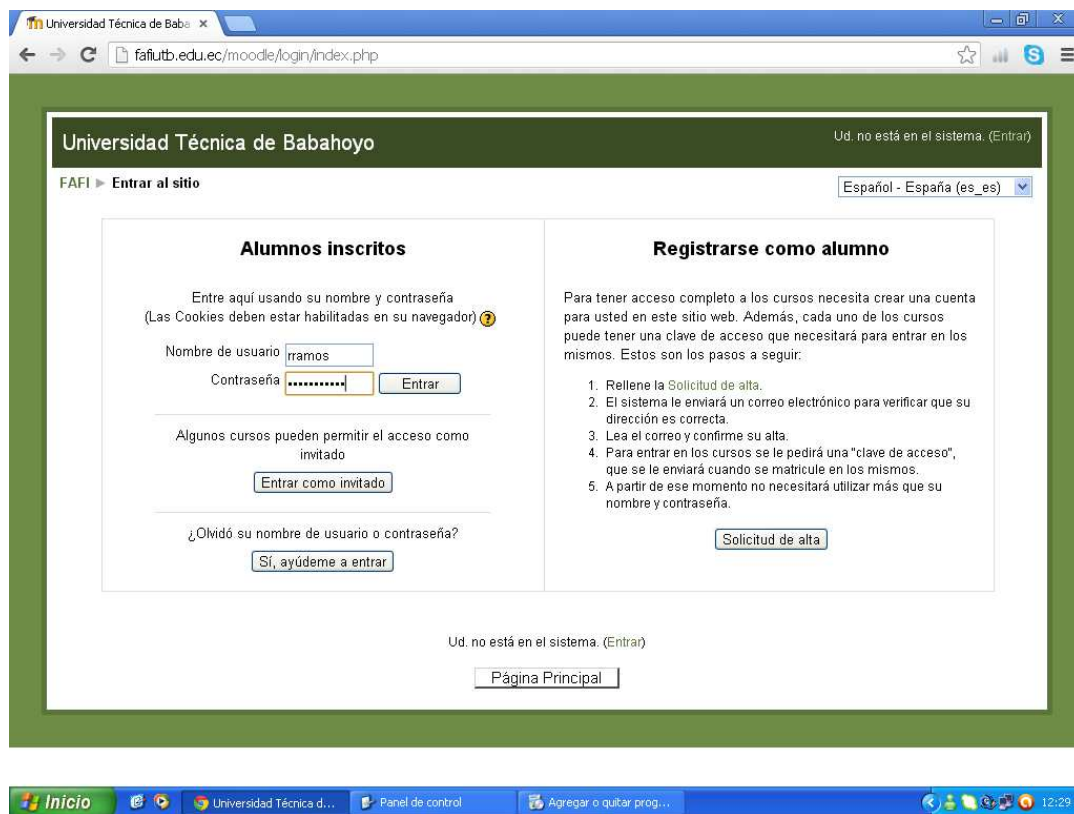 Universidad Técnica de Baba
fafiutb.edu.ec/moodle/login/index.php
Universidad Técnica de Babahoyo
Ud. no está en el sistema. (Entrar)
FAFI ► Entrar al sitio
Español - España (es_es)
Alumnos inscritos
Entre aquí usando su nombre y contraseña
(Las Cookies deben estar habilitadas en su navegador) ?
Nombre de usuario rramos
Contraseña ••••••••••• Entrar
Algunos cursos pueden permitir el acceso como
invitado
Entrar como invitado
¿Olvidó su nombre de usuario o contraseña?
Sí, ayúdeme a entrar
Registrarse como alumno
Para tener acceso completo a los cursos necesita crear una cuenta
para usted en este sitio web. Además, cada uno de los cursos
puede tener una clave de acceso que necesitará para entrar en los
mismos. Estos son los pasos a seguir:
1. Rellene la Solicitud de alta.
2. El sistema le enviará un correo electrónico para verificar que su
dirección es correcta.
3. Lea el correo y confirme su alta.
4. Para entrar en los cursos se le pedirá una "clave de acceso",
que se le enviará cuando se matricule en los mismos.
5. A partir de ese momento no necesitará utilizar más que su
nombre y contraseña.
Solicitud de alta
Ud. no está en el sistema. (Entrar)
Página Principal
Inicio
Universidad Técnica d...
Panel de control
Agregar o quitar prog...
12:29